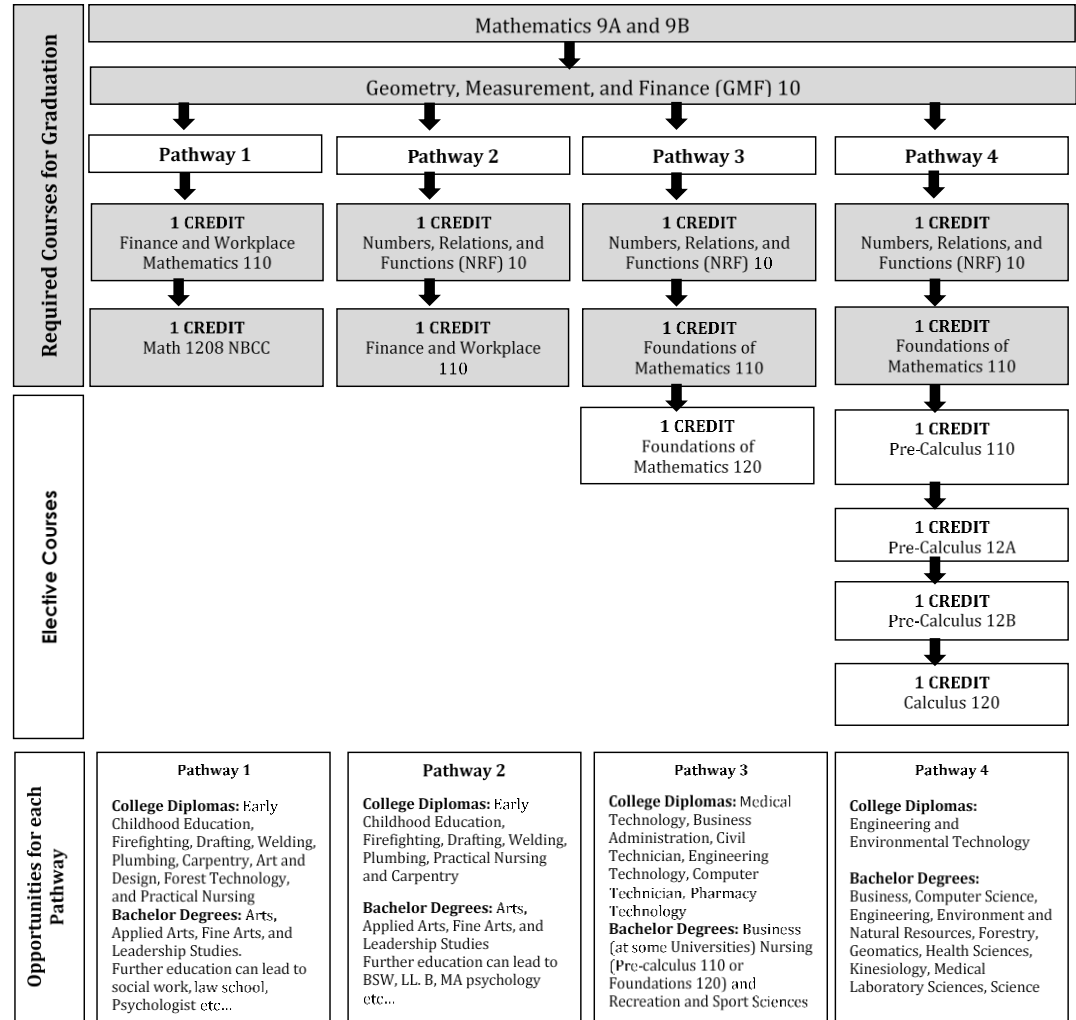 Required Courses for Graduation
Mathematics 9A and 9B
Geometry, Measurement, and Finance (GMF) 10
Pathway 1
Pathway 2
Pathway 3
Pathway 4
1 CREDIT
Finance and Workplace
Mathematics 110
1 CREDIT
Numbers, Relations, and
Functions (NRF) 10
1 CREDIT
Numbers, Relations, and
Functions (NRF) 10
1 CREDIT
Numbers, Relations, and
Functions (NRF) 10
1 CREDIT
Math 1208 NBCC
1 CREDIT
Finance and Workplace
110
1 CREDIT
Foundations of
Mathematics 110
1 CREDIT
Foundations of
Mathematics 110
Elective Courses
1 CREDIT
Foundations of
Mathematics 120
1 CREDIT
Pre-Calculus 110
1 CREDIT
Pre-Calculus 12A
1 CREDIT
Pre-Calculus 12B
1 CREDIT
Calculus 120
Opportunities for each
Pathway
Pathway 1
College Diplomas: Early
Childhood Education,
Firefighting, Drafting, Welding,
Plumbing, Carpentry, Art and
Design, Forest Technology,
and Practical Nursing
Bachelor Degrees: Arts,
Applied Arts, Fine Arts, and
Leadership Studies.
Further education can lead to
social work, law school,
Psychologist etc...
Pathway 2
College Diplomas: Early
Childhood Education,
Firefighting, Drafting, Welding,
Plumbing, Practical Nursing
and Carpentry
Bachelor Degrees: Arts,
Applied Arts, Fine Arts, and
Leadership Studies
Further education can lead to
BSW, LL. B, MA psychology
etc...
Pathway 3
College Diplomas: Medical
Technology, Business
Administration, Civil
Technician, Engineering
Technology, Computer
Technician, Pharmacy
Technology
Bachelor Degrees: Business
(at some Universities) Nursing
(Pre-calculus 110 or
Foundations 120) and
Recreation and Sport Sciences
Pathway 4
College Diplomas:
Engineering and
Environmental Technology
Bachelor Degrees:
Business, Computer Science,
Engineering, Environment and
Natural Resources, Forestry,
Geomatics, Health Sciences,
Kinesiology, Medical
Laboratory Sciences, Science